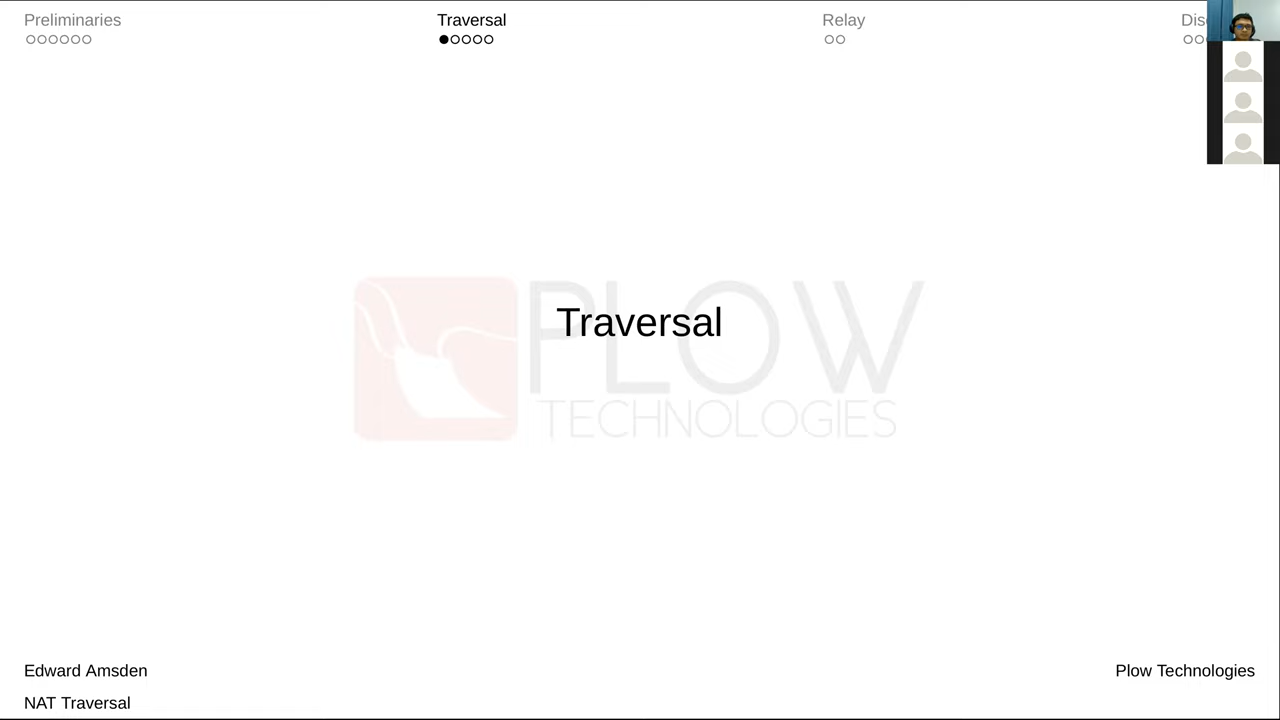 Preliminaries
Traversal
Relay
PLOW
Traversal
TECHNOLOGIES
Edward Amsden
Plow Technologies
NAT Traversal